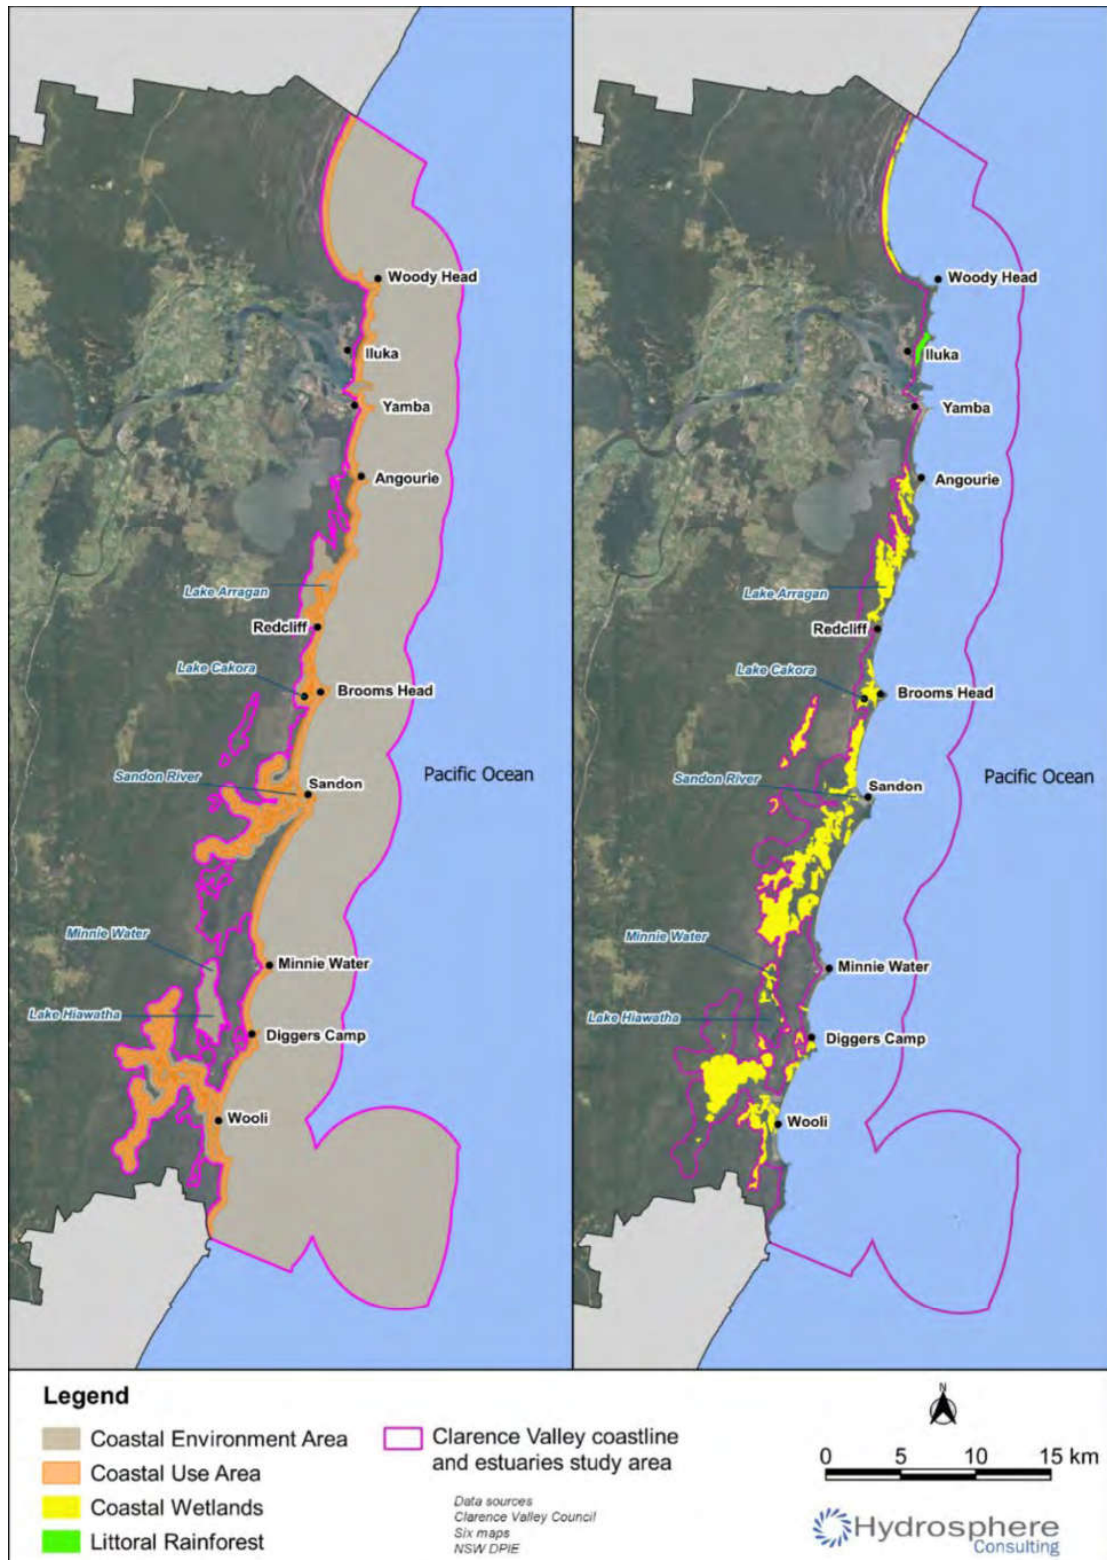 Woody Head
Iluka
Yamba
Angourie
Lake Arragan
Redcliff
Lake Cakora
Brooms Head
Sandon River
Sandon
Pacific Ocean
Minnie Water
Minnie Water
Lake Hiawatha
Diggers Camp
Wooli
Woody Head
Iluka
Yamba
Angourie
Lake Arragan
Redcliff
Lake Cakora
Brooms Head
Sandon River
Sandon
Pacific Ocean
Minnie Water
Minnie Water
Lake Hiawatha
Diggers Camp
Wooli
Legend
Coastal Environment Area
Coastal Use Area
Coastal Wetlands
Littoral Rainforest
Clarence Valley coastline
and estuaries study area
Data sources
Clarence Valley Council
Six maps
NSW DPIE
N
0 5 10 15 km
Hydrosphere
Consulting